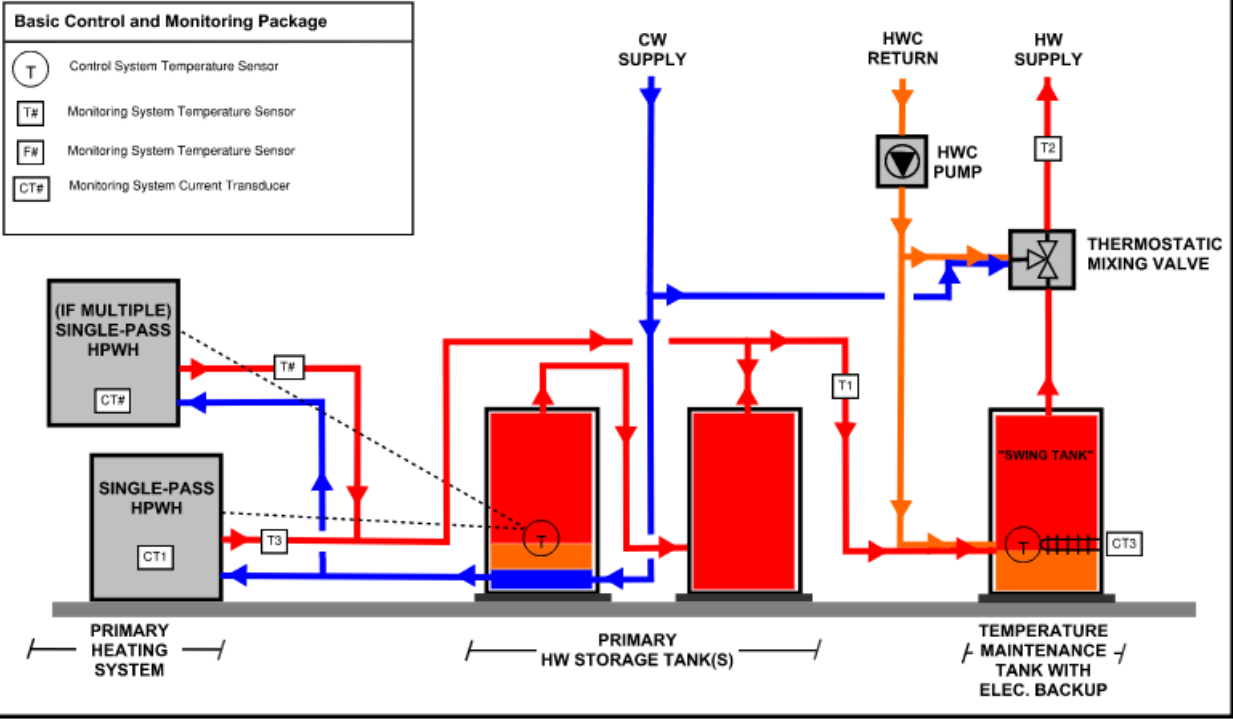 Basic Control and Monitoring Package
T
Control System Temperature Sensor
T#
Monitoring System Temperature Sensor
F#
Monitoring System Temperature Sensor
CT#
Monitoring System Current Transducer
CW
SUPPLY
HWC
RETURN
HW
SUPPLY
HWC
PUMP
T2
THERMOSTATIC
MIXING VALVE
(IF MULTIPLE)
SINGLE-PASS
HPWH
CT#
T#
T1
SINGLE-PASS
HPWH
CT1
T3
T
"SWING TANK"
T
CT3
PRIMARY
HEATING
SYSTEM
PRIMARY
HW STORAGE TANK(S)
TEMPERATURE
MAINTENANCE
TANK WITH
ELEC. BACKUP